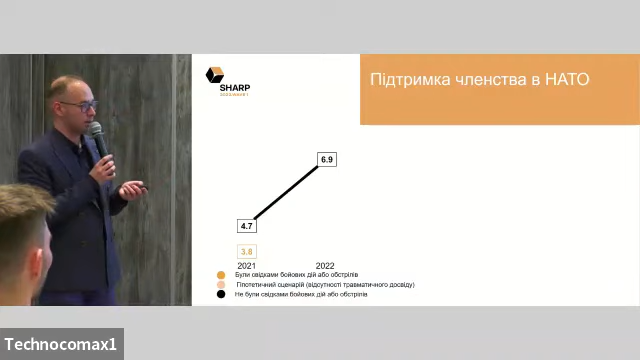 SHARP
Підтримка членства в НАТО
6.9
4.7
3.8
2021 2022
Були свідками бойових дій або обстрілів
Гіпотетичний сценарій (відсутності травматичного досвіду)
Не були свідками бойових дій або обстрілів
Technocomax1